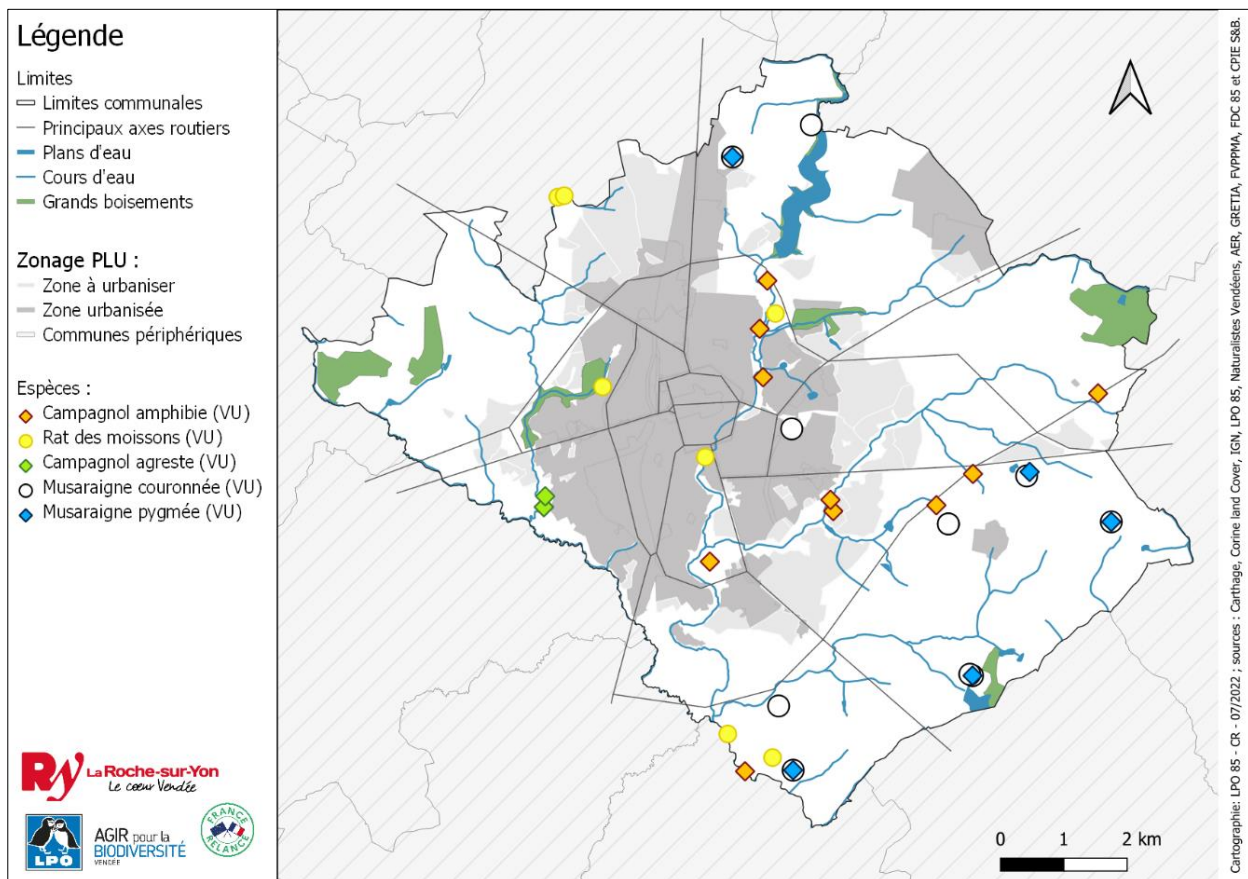 Légende
Limites
Limites communales
Principaux axes routiers
Plans d'eau
Cours d'eau
Grands boisements
Zonage PLU :
Zone à urbaniser
Zone urbanisée
Communes périphériques
Espèces :
Campagnol amphibie (VU)
Rat des moissons (VU)
Campagnol agreste (VU)
Musaraigne couronnée (VU)
Musaraigne pygmée (VU)
Ry La Roche-sur-Yon
Le cœur Vendée
LPO
AGIR pour la
BIODIVERSITÉ
VENDÉE
FRANCE
RELANCE
0 1 2 km
Cartographie: LPO 85 - CR - 07/2022 ; sources : Carthage, Corine land Cover, IGN, LPO 85, Naturalistes Vendéens, AER, GRETIA, FVPPMA, FDC 85 et CPIE S&B.